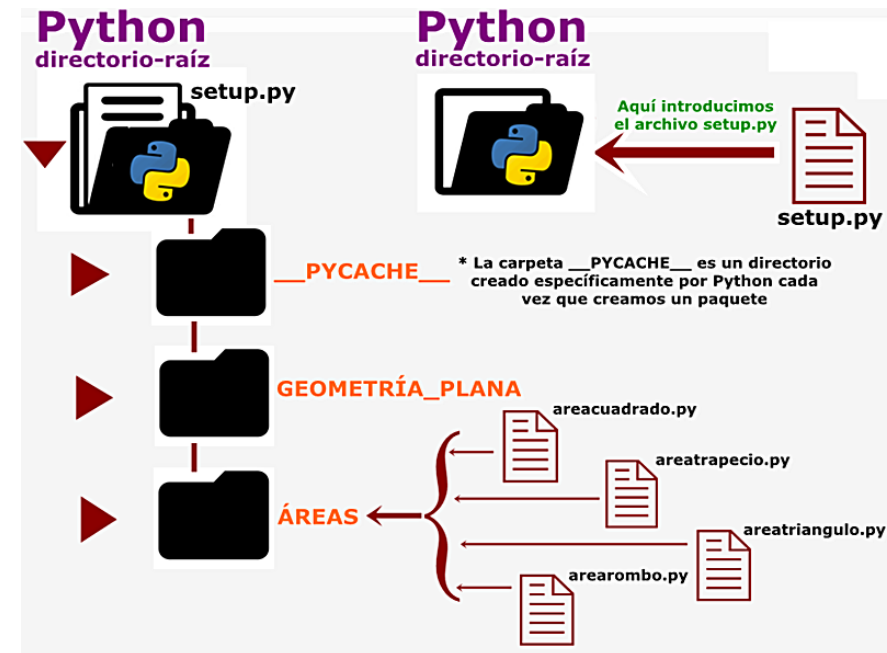 Python
directorio-raíz
setup.py
Python
directorio-raíz
Aquí introducimos
el archivo setup.py
setup.py
__PYCACHE__
* La carpeta __PYCACHE__ es un directorio
creado específicamente por Python cada
vez que creamos un paquete
GEOMETRÍA_PLANA
areacuadrado.py
areatrapecio.py
ÁREAS
areatriangulo.py
arearombo.py